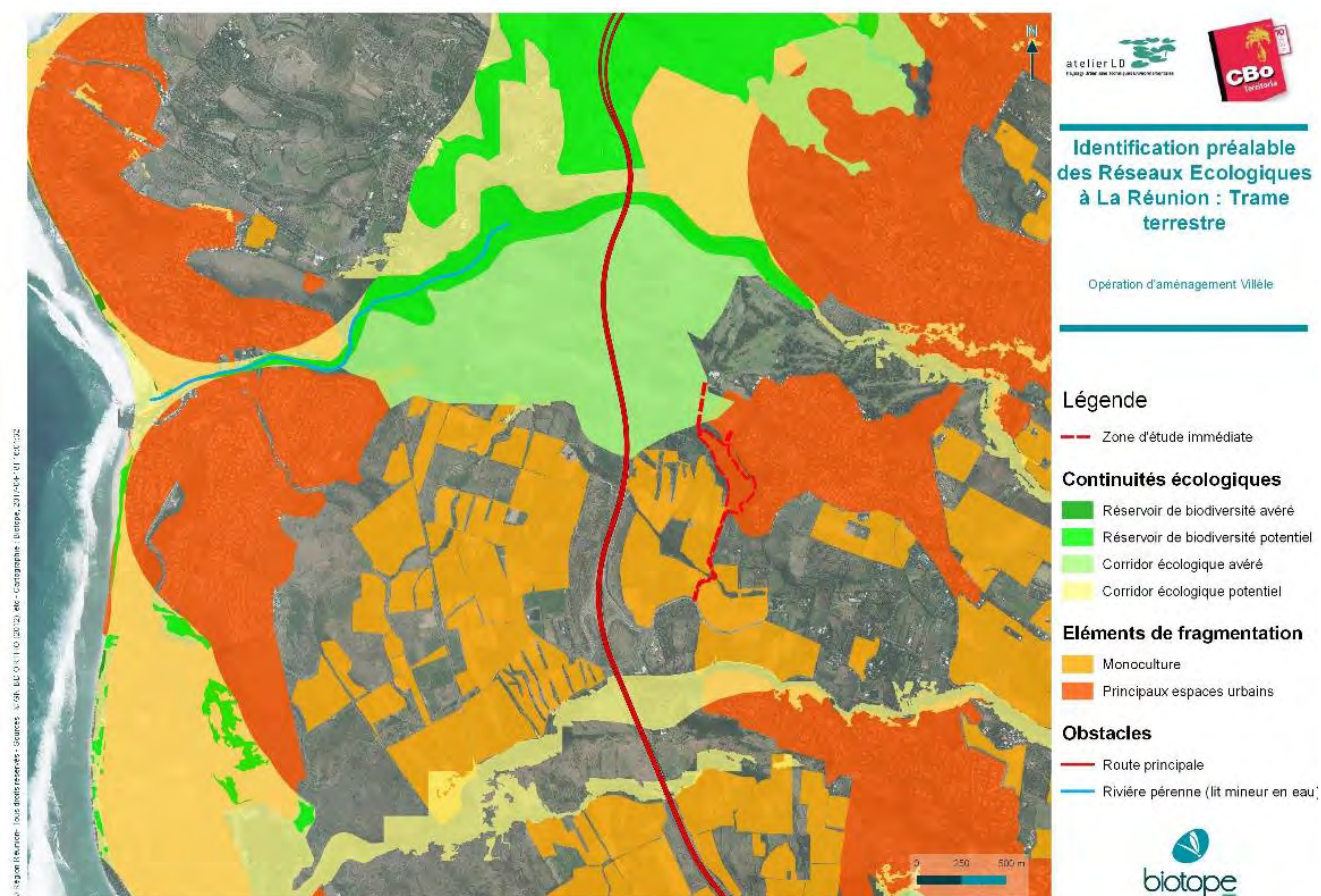 N
atelier LD
CBo
Territoria
Identification préalable
des Réseaux Ecologiques
à La Réunion : Trame
terrestre
Opération d'aménagement Villèle
Légende
Zone d'étude immédiate
Continuités écologiques
Réservoir de biodiversité avéré
Réservoir de biodiversité potentiel
Corridor écologique avéré
Corridor écologique potentiel
Eléments de fragmentation
Monoculture
Principaux espaces urbains
Obstacles
Route principale
Rivière pérenne (lit mineur en eau)
0 250 500 m
biotope